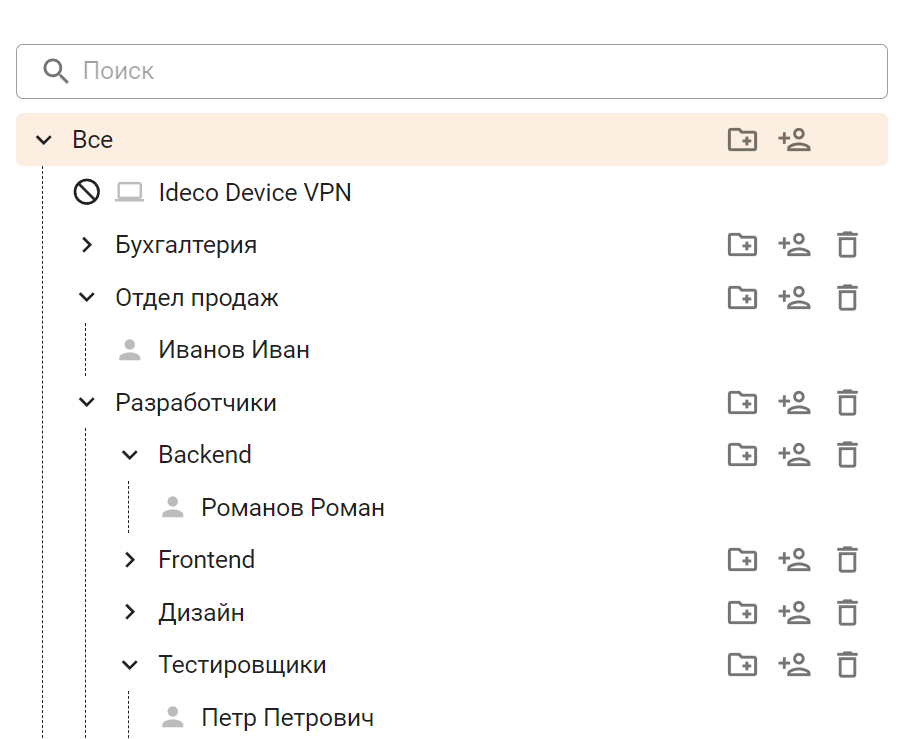 Поиск
Все
Ideco Device VPN
Бухгалтерия
Отдел продаж
Иванов Иван
Разработчики
Backend
Романов Роман
Frontend
Дизайн
Тестировщики
Петр Петрович